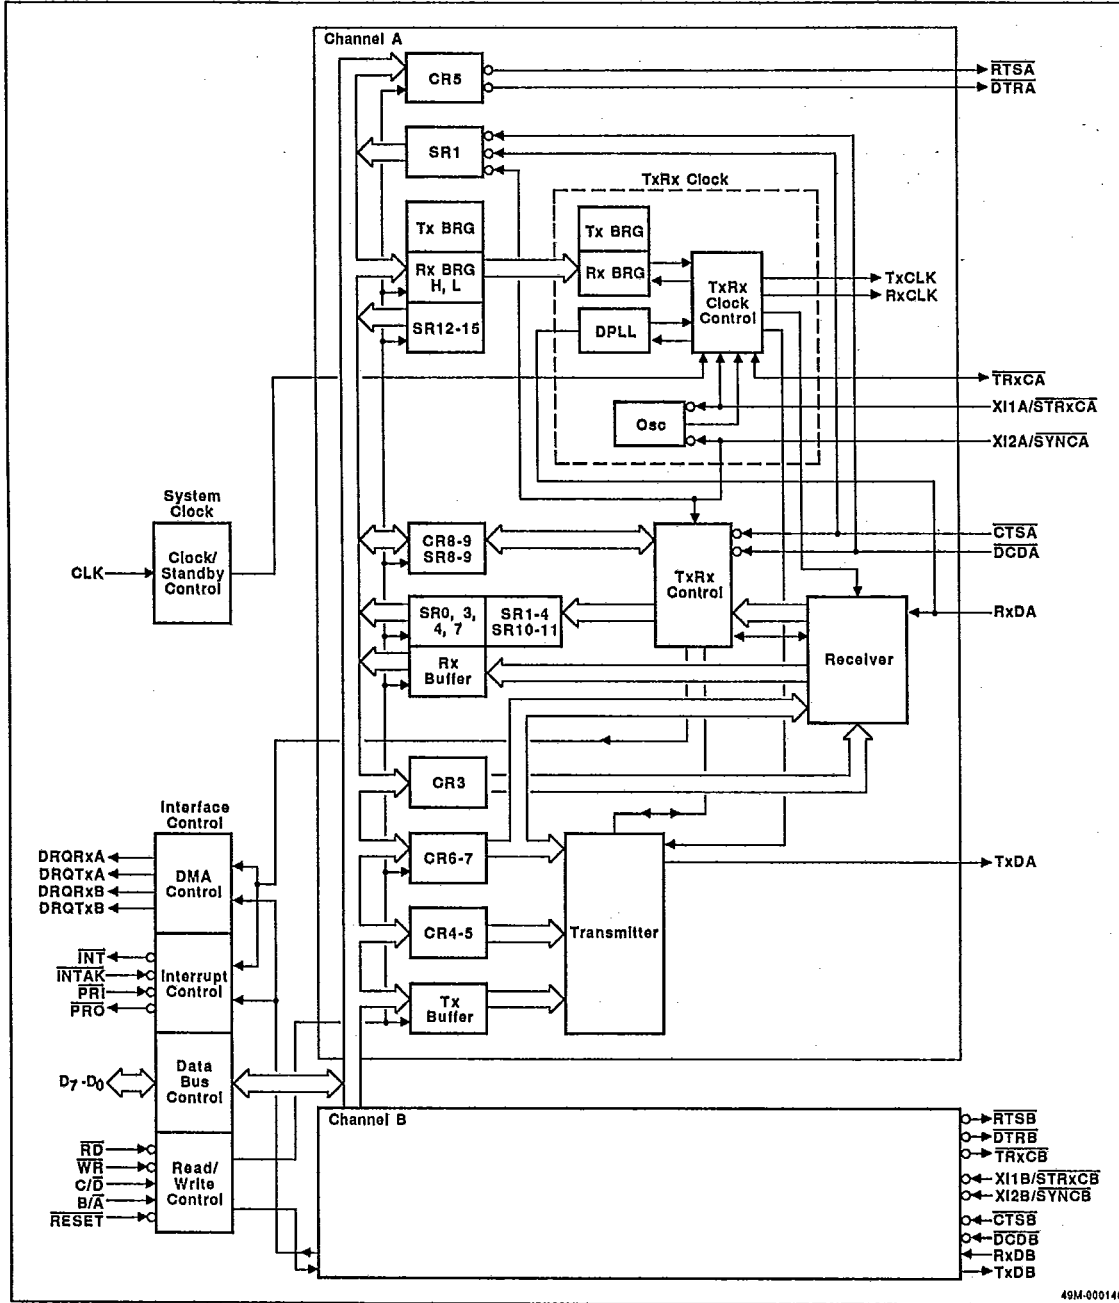 Channel A
CR5
RTSA
DTRA
SR1
TxRx Clock
Tx BRG
Rx BRG
H, L
SR12-15
Tx BRG
Rx BRG
DPLL
TxRx
Clock
Control
TxCLK
RxCLK
TRxCA
XI1A/STRxCA
XI2A/SYNCA
Osc
System
Clock
CLK
Clock/
Standby
Control
CR8-9
SR8-9
TxRx
Control
CTSA
DCDA
RxDA
SR0, 3,
4, 7
SR1-4
SR10-11
Rx
Buffer
Receiver
CR3
Interface
Control
DRQRxA
DRQTxA
DRQRxB
DRQTxB
DMA
Control
CR6-7
TxDA
CR4-5
Transmitter
INT
INTAK
PRI
PRO
Interrupt
Control
Tx
Buffer
D7-D0
Data
Bus
Control
RD
WR
C/D
B/A
RESET
Read/
Write
Control
Channel B
RTSB
DTRB
TRxCB
XI1B/STRxCB
XI2B/SYNCB
CTSB
DCDB
RxDB
TxDB